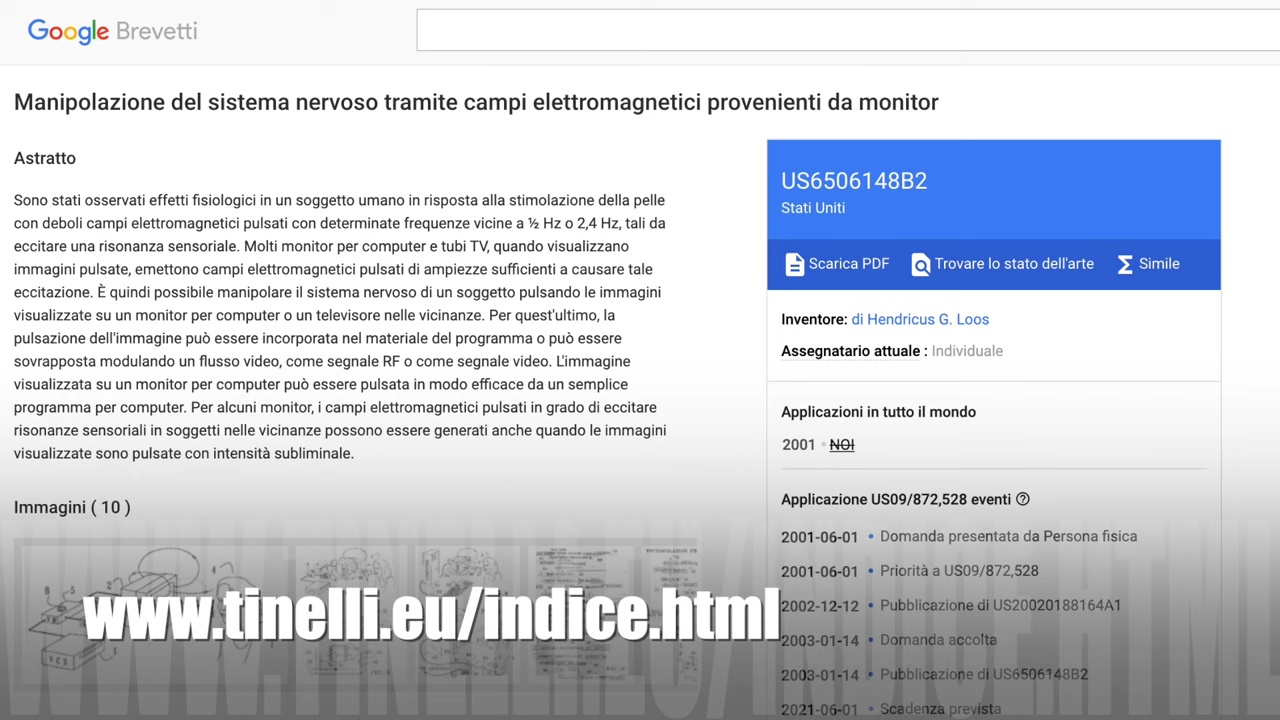 Google Brevetti
Manipolazione del sistema nervoso tramite campi elettromagnetici provenienti da monitor
Astratto
Sono stati osservati effetti fisiologici in un soggetto umano in risposta alla stimolazione della pelle
con deboli campi elettromagnetici pulsati con determinate frequenze vicine a ½ Hz o 2,4 Hz, tali da
eccitare una risonanza sensoriale. Molti monitor per computer e tubi TV, quando visualizzano
immagini pulsate, emettono campi elettromagnetici pulsati di ampiezze sufficienti a causare tale
eccitazione. È quindi possibile manipolare il sistema nervoso di un soggetto pulsando le immagini
visualizzate su un monitor per computer o un televisore nelle vicinanze. Per quest'ultimo, la
pulsazione dell'immagine può essere incorporata nel materiale del programma o può essere
sovrapposta modulando un flusso video, come segnale RF o come segnale video. L'immagine
visualizzata su un monitor per computer può essere pulsata in modo efficace da un semplice
programma per computer. Per alcuni monitor, i campi elettromagnetici pulsati in grado di eccitare
risonanze sensoriali in soggetti nelle vicinanze possono essere generati anche quando le immagini
visualizzate sono pulsate con intensità subliminale.
Immagini ( 10 )
www.tinelli.eu/indice.html
US6506148B2
Stati Uniti
Scarica PDF Trovare lo stato dell'arte Simile
Inventore: di Hendricus G. Loos
Assegnatario attuale : Individuale
Applicazioni in tutto il mondo
2001 NOI
Applicazione US09/872,528 eventi
2001-06-01 • Domanda presentata da Persona fisica
2001-06-01 • Priorità a US09/872,528
2002-12-12 • Pubblicazione di US20020188164A1
2003-01-14 • Domanda accolta
2003-01-14 • Pubblicazione di US6506148B2
2021-06-01 • Scadenza prevista